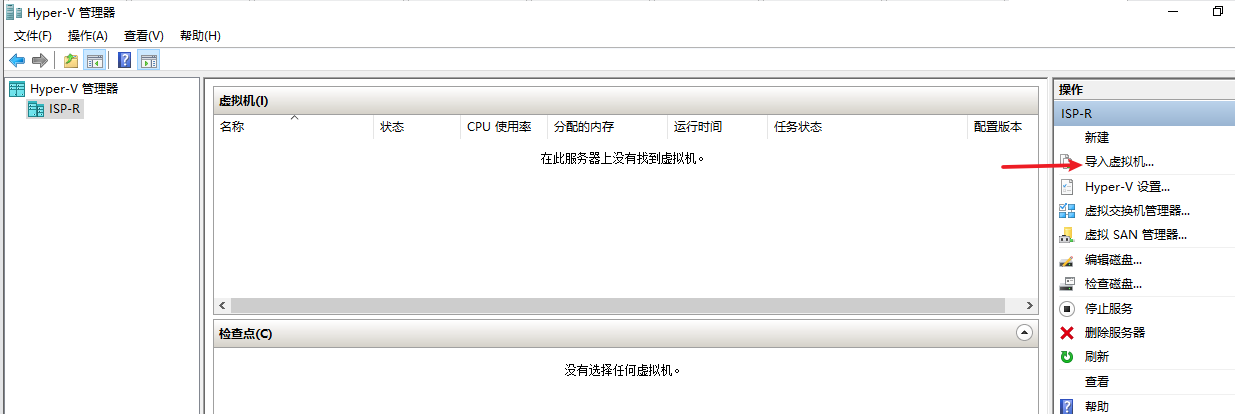 Hyper-V 管理器
文件(F) 操作(A) 查看(V) 帮助(H)
Hyper-V 管理器
ISP-R
虚拟机(I)
名称 状态 CPU 使用率 分配的内存 运行时间 任务状态 配置版本
在此服务器上没有找到虚拟机。
检查点(C)
没有选择任何虚拟机。
操作
ISP-R
新建
导入虚拟机...
Hyper-V 设置...
虚拟交换机管理器...
虚拟 SAN 管理器...
编辑磁盘...
检查磁盘...
停止服务
删除服务器
刷新
查看
帮助